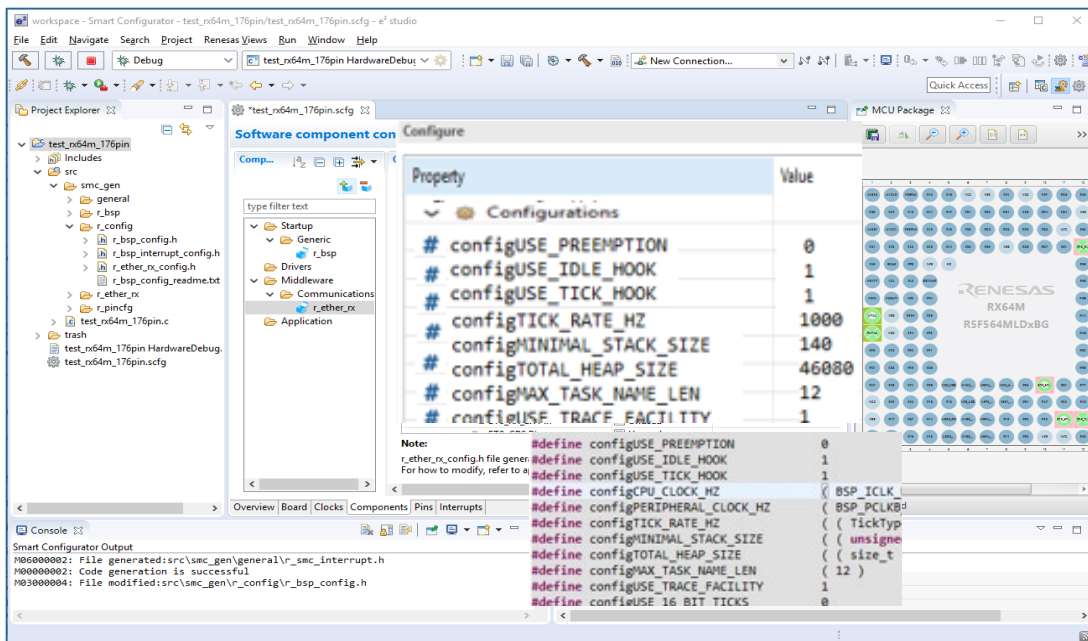 workspace - Smart Configurator - test_rx64m_176pin/test_rx64m_176pin.scfg - e² studio
File Edit Navigate Search Project Renesas Views Run Window Help
Debug
test_rx64m_176pin HardwareDebug
New Connection...
Quick Access
Project Explorer
test_rx64m_176pin
Includes
src
smc_gen
general
r_bsp
r_config
r_bsp_config.h
r_bsp_interrupt_config.h
r_ether_rx_config.h
r_bsp_config_readme.txt
r_ether_rx
r_pincfg
test_rx64m_176pin.c
trash
test_rx64m_176pin HardwareDebug.
test_rx64m_176pin.scfg
*test_rx64m_176pin.scfg
Software component con
Comp...
type filter text
Startup
Generic
r_bsp
Drivers
Middleware
Communications
r_ether_rx
Application
Configure
Property Value
Configurations
# configUSE_PREEMPTION 0
# configUSE_IDLE_HOOK 1
# configUSE_TICK_HOOK 1
# configTICK_RATE_HZ 1000
# configMINIMAL_STACK_SIZE 140
# configTOTAL_HEAP_SIZE 46080
# configMAX_TASK_NAME_LEN 12
# configUSE_TRACE_FACILITY 1
Note:
r_ether_rx_config.h file genera
For how to modify, refer to a
#define configUSE_PREEMPTION 0
#define configUSE_IDLE_HOOK 1
#define configUSE_TICK_HOOK 1
#define configCPU_CLOCK_HZ ( BSP_ICLK_
#define configPERIPHERAL_CLOCK_HZ ( BSP_PCLKB
#define configTICK_RATE_HZ ( ( TickTyp
#define configMINIMAL_STACK_SIZE ( ( unsigne
#define configTOTAL_HEAP_SIZE ( ( size_t
#define configMAX_TASK_NAME_LEN ( 12 )
#define configUSE_TRACE_FACILITY 1
#define configUSE_16_BIT_TICKS 0
Overview Board Clocks Components Pins Interrupts
MCU Package
RENESAS
RX64M
R5F564MLDxBG
Console
Smart Configurator Output
M06000002: File generated:src\smc_gen\general\r_smc_interrupt.h
M00000002: Code generation is successful
M03000004: File modified:src\smc_gen\r_config\r_bsp_config.h